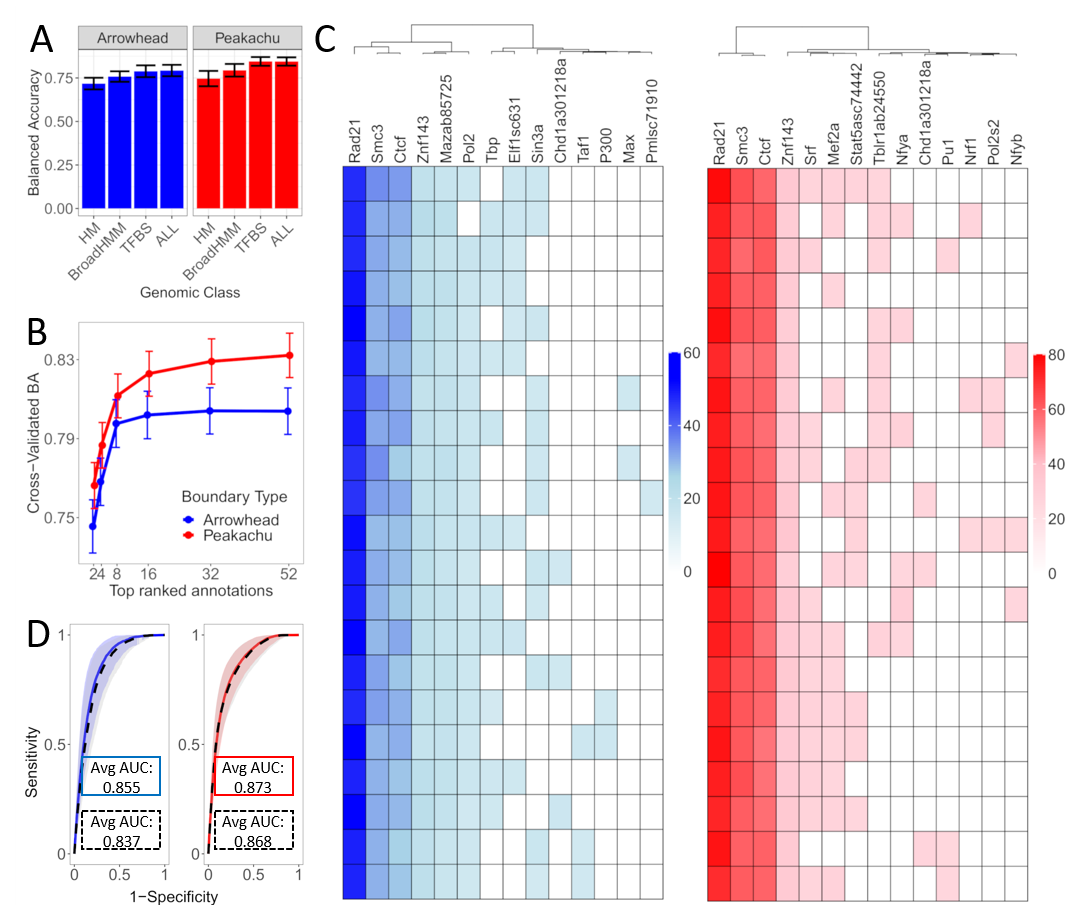 A
Arrowhead
Peakachu
Balanced Accuracy
0.75
0.50
0.25
0.00
HM
BroadHMM
TFBS
ALL
HM
BroadHMM
TFBS
ALL
Genomic Class
B
Cross−Validated BA
0.83
0.79
0.75
Boundary Type
Arrowhead
Peakachu
2 4 8 16 32 52
Top ranked annotations
C
Rad21
Smc3
Ctcf
Znf143
Mazab85725
Pol2
Tbp
Elf1sc631
Sin3a
Chd1a301218a
Taf1
P300
Max
Pmlsc71910
60
40
20
0
Rad21
Smc3
Ctcf
Znf143
Srf
Mef2a
Stat5asc74442
Tblr1ab24550
Nfya
Chd1a301218a
Pu1
Nrf1
Pol2s2
Nfyb
80
60
40
20
0
D
Sensitivity
1
0.5
0
Avg AUC:
0.855
Avg AUC:
0.837
0 0.5 1
1
0.5
0
Avg AUC:
0.873
Avg AUC:
0.868
0 0.5 1
1−Specificity